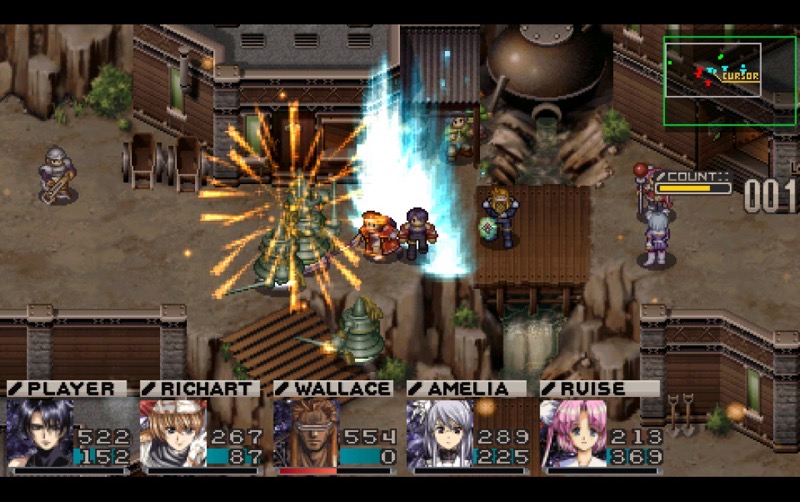 CURSOR
COUNT::
001
PLAYER
522
152
RICHART
267
87
WALLACE
554
0
AMELIA
289
225
RUISE
213
369